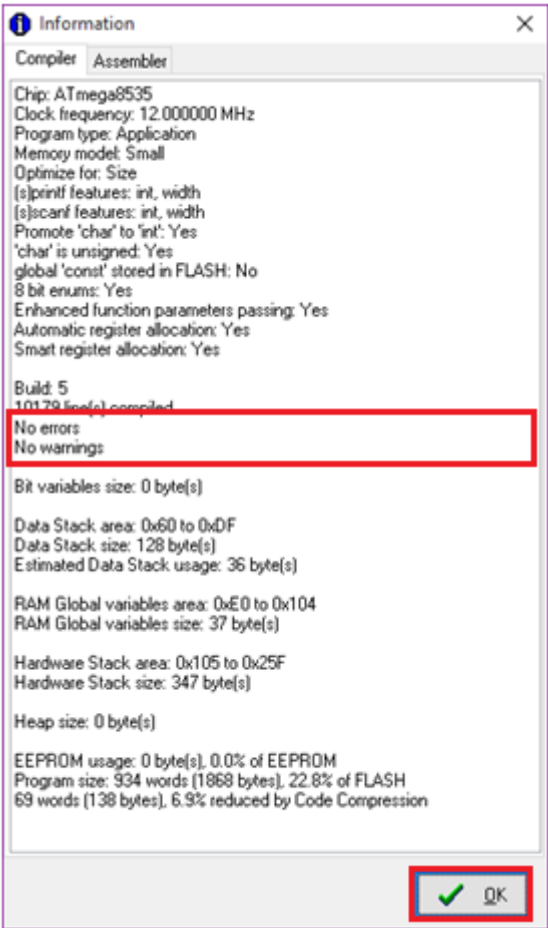 Information
Compiler Assembler
Chip: ATmega8535
Clock frequency: 12.000000 MHz
Program type: Application
Memory model: Small
Optimize for: Size
(s)printf features: int, width
(s)scanf features: int, width
Promote 'char' to 'int': Yes
'char' is unsigned: Yes
global 'const' stored in FLASH: No
8 bit enums: Yes
Enhanced function parameters passing: Yes
Automatic register allocation: Yes
Smart register allocation: Yes
Build: 5
10179 line(s) compiled
No errors
No warnings
Bit variables size: 0 byte(s)
Data Stack area: 0x60 to 0xDF
Data Stack size: 128 byte(s)
Estimated Data Stack usage: 36 byte(s)
RAM Global variables area: 0xE0 to 0x104
RAM Global variables size: 37 byte(s)
Hardware Stack area: 0x105 to 0x25F
Hardware Stack size: 347 byte(s)
Heap size: 0 byte(s)
EEPROM usage: 0 byte(s), 0.0% of EEPROM
Program size: 934 words (1868 bytes), 22.8% of FLASH
69 words (138 bytes), 6.9% reduced by Code Compression
OK